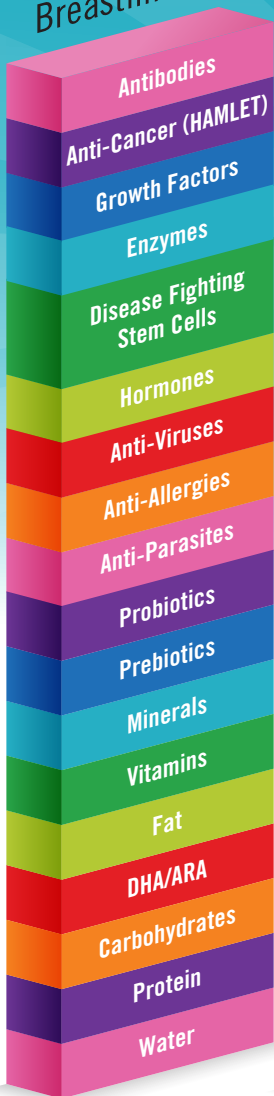 Antibodies
Anti-Cancer (HAMLET)
Growth Factors
Enzymes
Disease Fighting
Stem Cells
Hormones
Anti-Viruses
Anti-Allergies
Anti-Parasites
Probiotics
Prebiotics
Minerals
Vitamins
Fat
DHA/ARA
Carbohydrates
Protein
Water